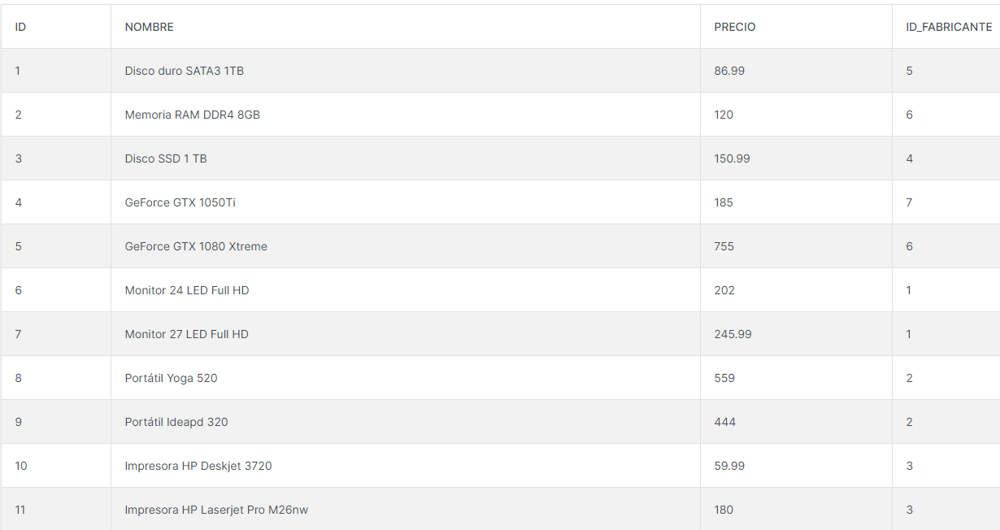 ID NOMBRE PRECIO ID_FABRICANTE
1 Disco duro SATA3 1TB 86.99 5
2 Memoria RAM DDR4 8GB 120 6
3 Disco SSD 1 TB 150.99 4
4 GeForce GTX 1050Ti 185 7
5 GeForce GTX 1080 Xtreme 755 6
6 Monitor 24 LED Full HD 202 1
7 Monitor 27 LED Full HD 245.99 1
8 Portátil Yoga 520 559 2
9 Portátil Ideapd 320 444 2
10 Impresora HP Deskjet 3720 59.99 3
11 Impresora HP Laserjet Pro M26nw 180 3